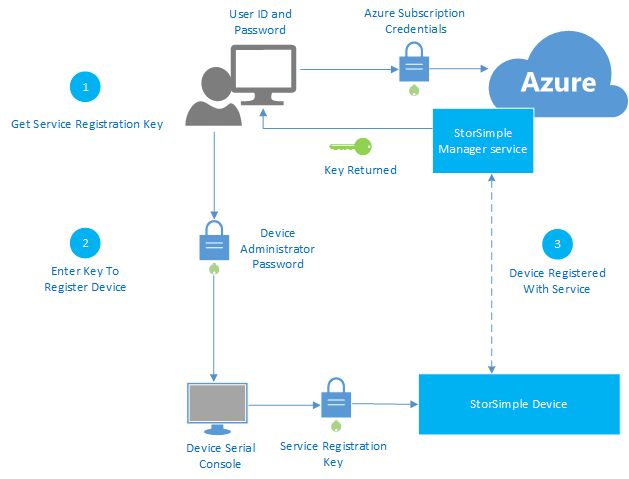 User ID and
Password
Azure Subscription
Credentials
Azure
1
Get Service Registration Key
StorSimple
Manager service
Key Returned
2
Enter Key To
Register Device
Device
Administrator
Password
3
Device Registered
With Service
StorSimple Device
Device Serial
Console
Service Registration
Key